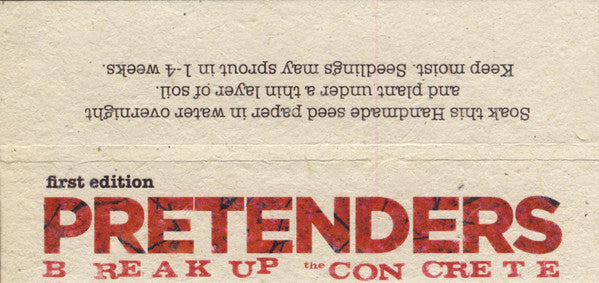 Soak this Handmade seed paper in water overnight
and plant under a thin layer of soil.
Keep moist. Seedlings may sprout in 1-4 weeks.
first edition
PRETENDERS
BREAK UP the CONCRETE